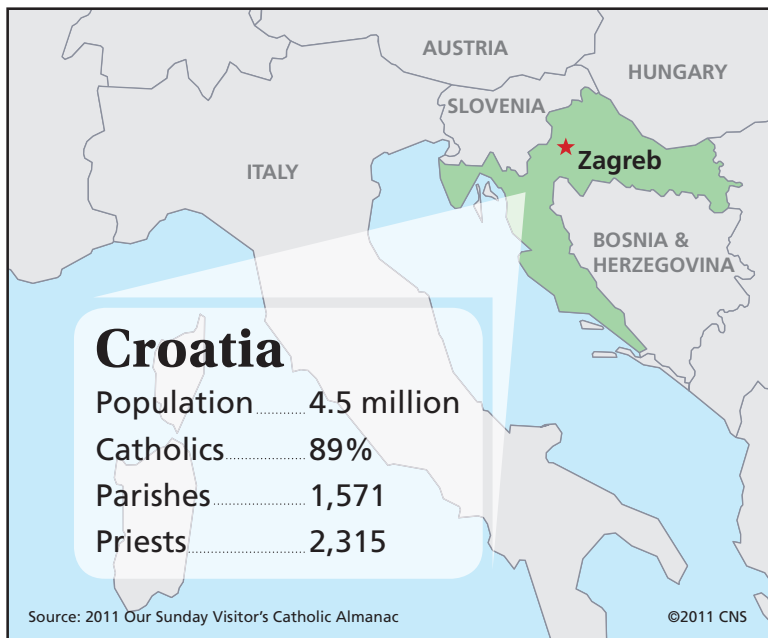 AUSTRIA
HUNGARY
SLOVENIA
Zagreb
ITALY
BOSNIA &
HERZEGOVINA
Croatia
Population 4.5 million
Catholics 89%
Parishes 1,571
Priests 2,315
Source: 2011 Our Sunday Visitor’s Catholic Almanac
©2011 CNS